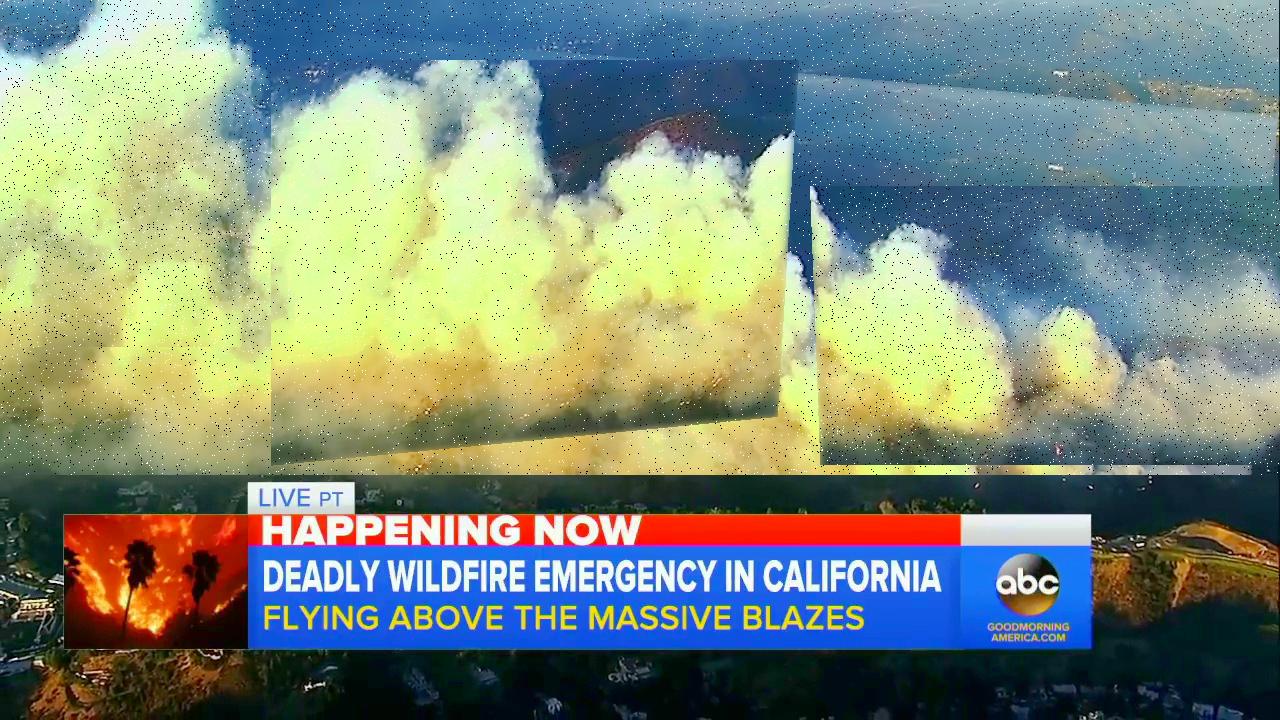 LIVE PT
HAPPENING NOW
DEADLY WILDFIRE EMERGENCY IN CALIFORNIA
FLYING ABOVE THE MASSIVE BLAZES
abc
GOODMORNING
AMERICA.COM